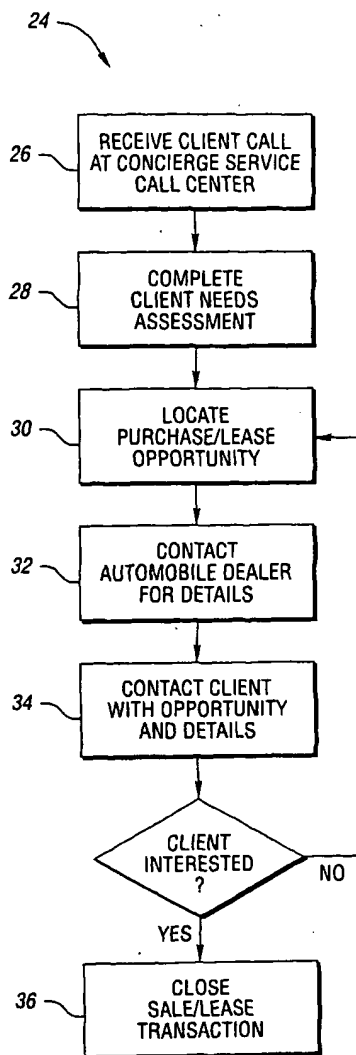 24
26
RECEIVE CLIENT CALL
AT CONCIERGE SERVICE
CALL CENTER
28
COMPLETE
CLIENT NEEDS
ASSESSMENT
30
LOCATE
PURCHASE/LEASE
OPPORTUNITY
32
CONTACT
AUTOMOBILE DEALER
FOR DETAILS
34
CONTACT CLIENT
WITH OPPORTUNITY
AND DETAILS
CLIENT
INTERESTED
?
NO
YES
36
CLOSE
SALE/LEASE
TRANSACTION